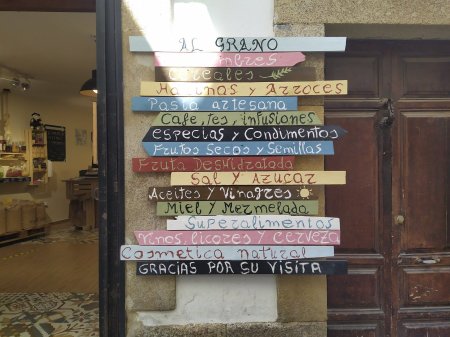 AL GRANO
Legumbres
Cereales
Harinas y Arroces
Pasta artesana
Cafe, tes, infusiones
Especias y Condimentos
Frutos Secos y Semillas
Fruta Deshidratada
Sal y Azucar
Aceites y Vinagres
Miel y Mermelada
Superalimentos
Vinos, licores y cerveza
Cosmetica natural
GRACIAS POR SU VISITA